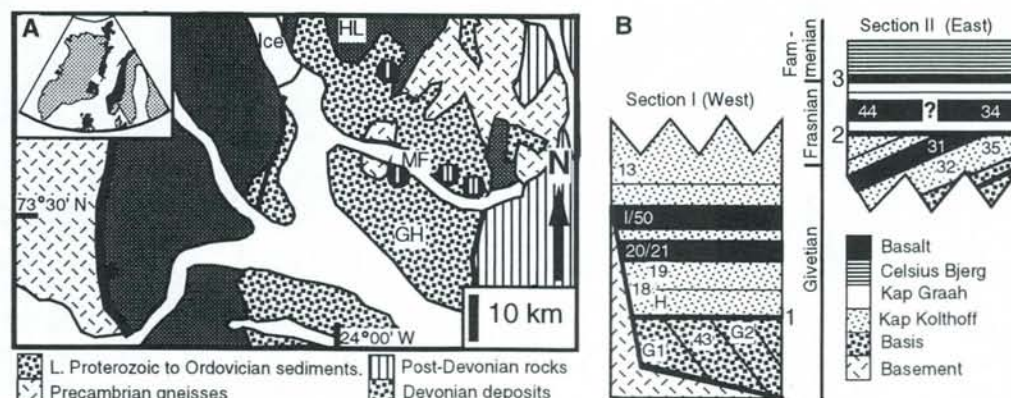 A
Ice
HL
I
MF
I
II
II
N
73°30' N
GH
10 km
24°00' W
L. Proterozoic to Ordovician sediments.
Post-Devonian rocks
Precambrian gneisses
Devonian deposits
B
Section I (West)
13
I/50
20/21
19
18
H.
G1
43
G2
1
Givetian
Frasnian
Fam-
menian
Section II (East)
3
44
?
34
2
31
35
32
Basalt
Celsius Bjerg
Kap Graah
Kap Kolthoff
Basis
Basement